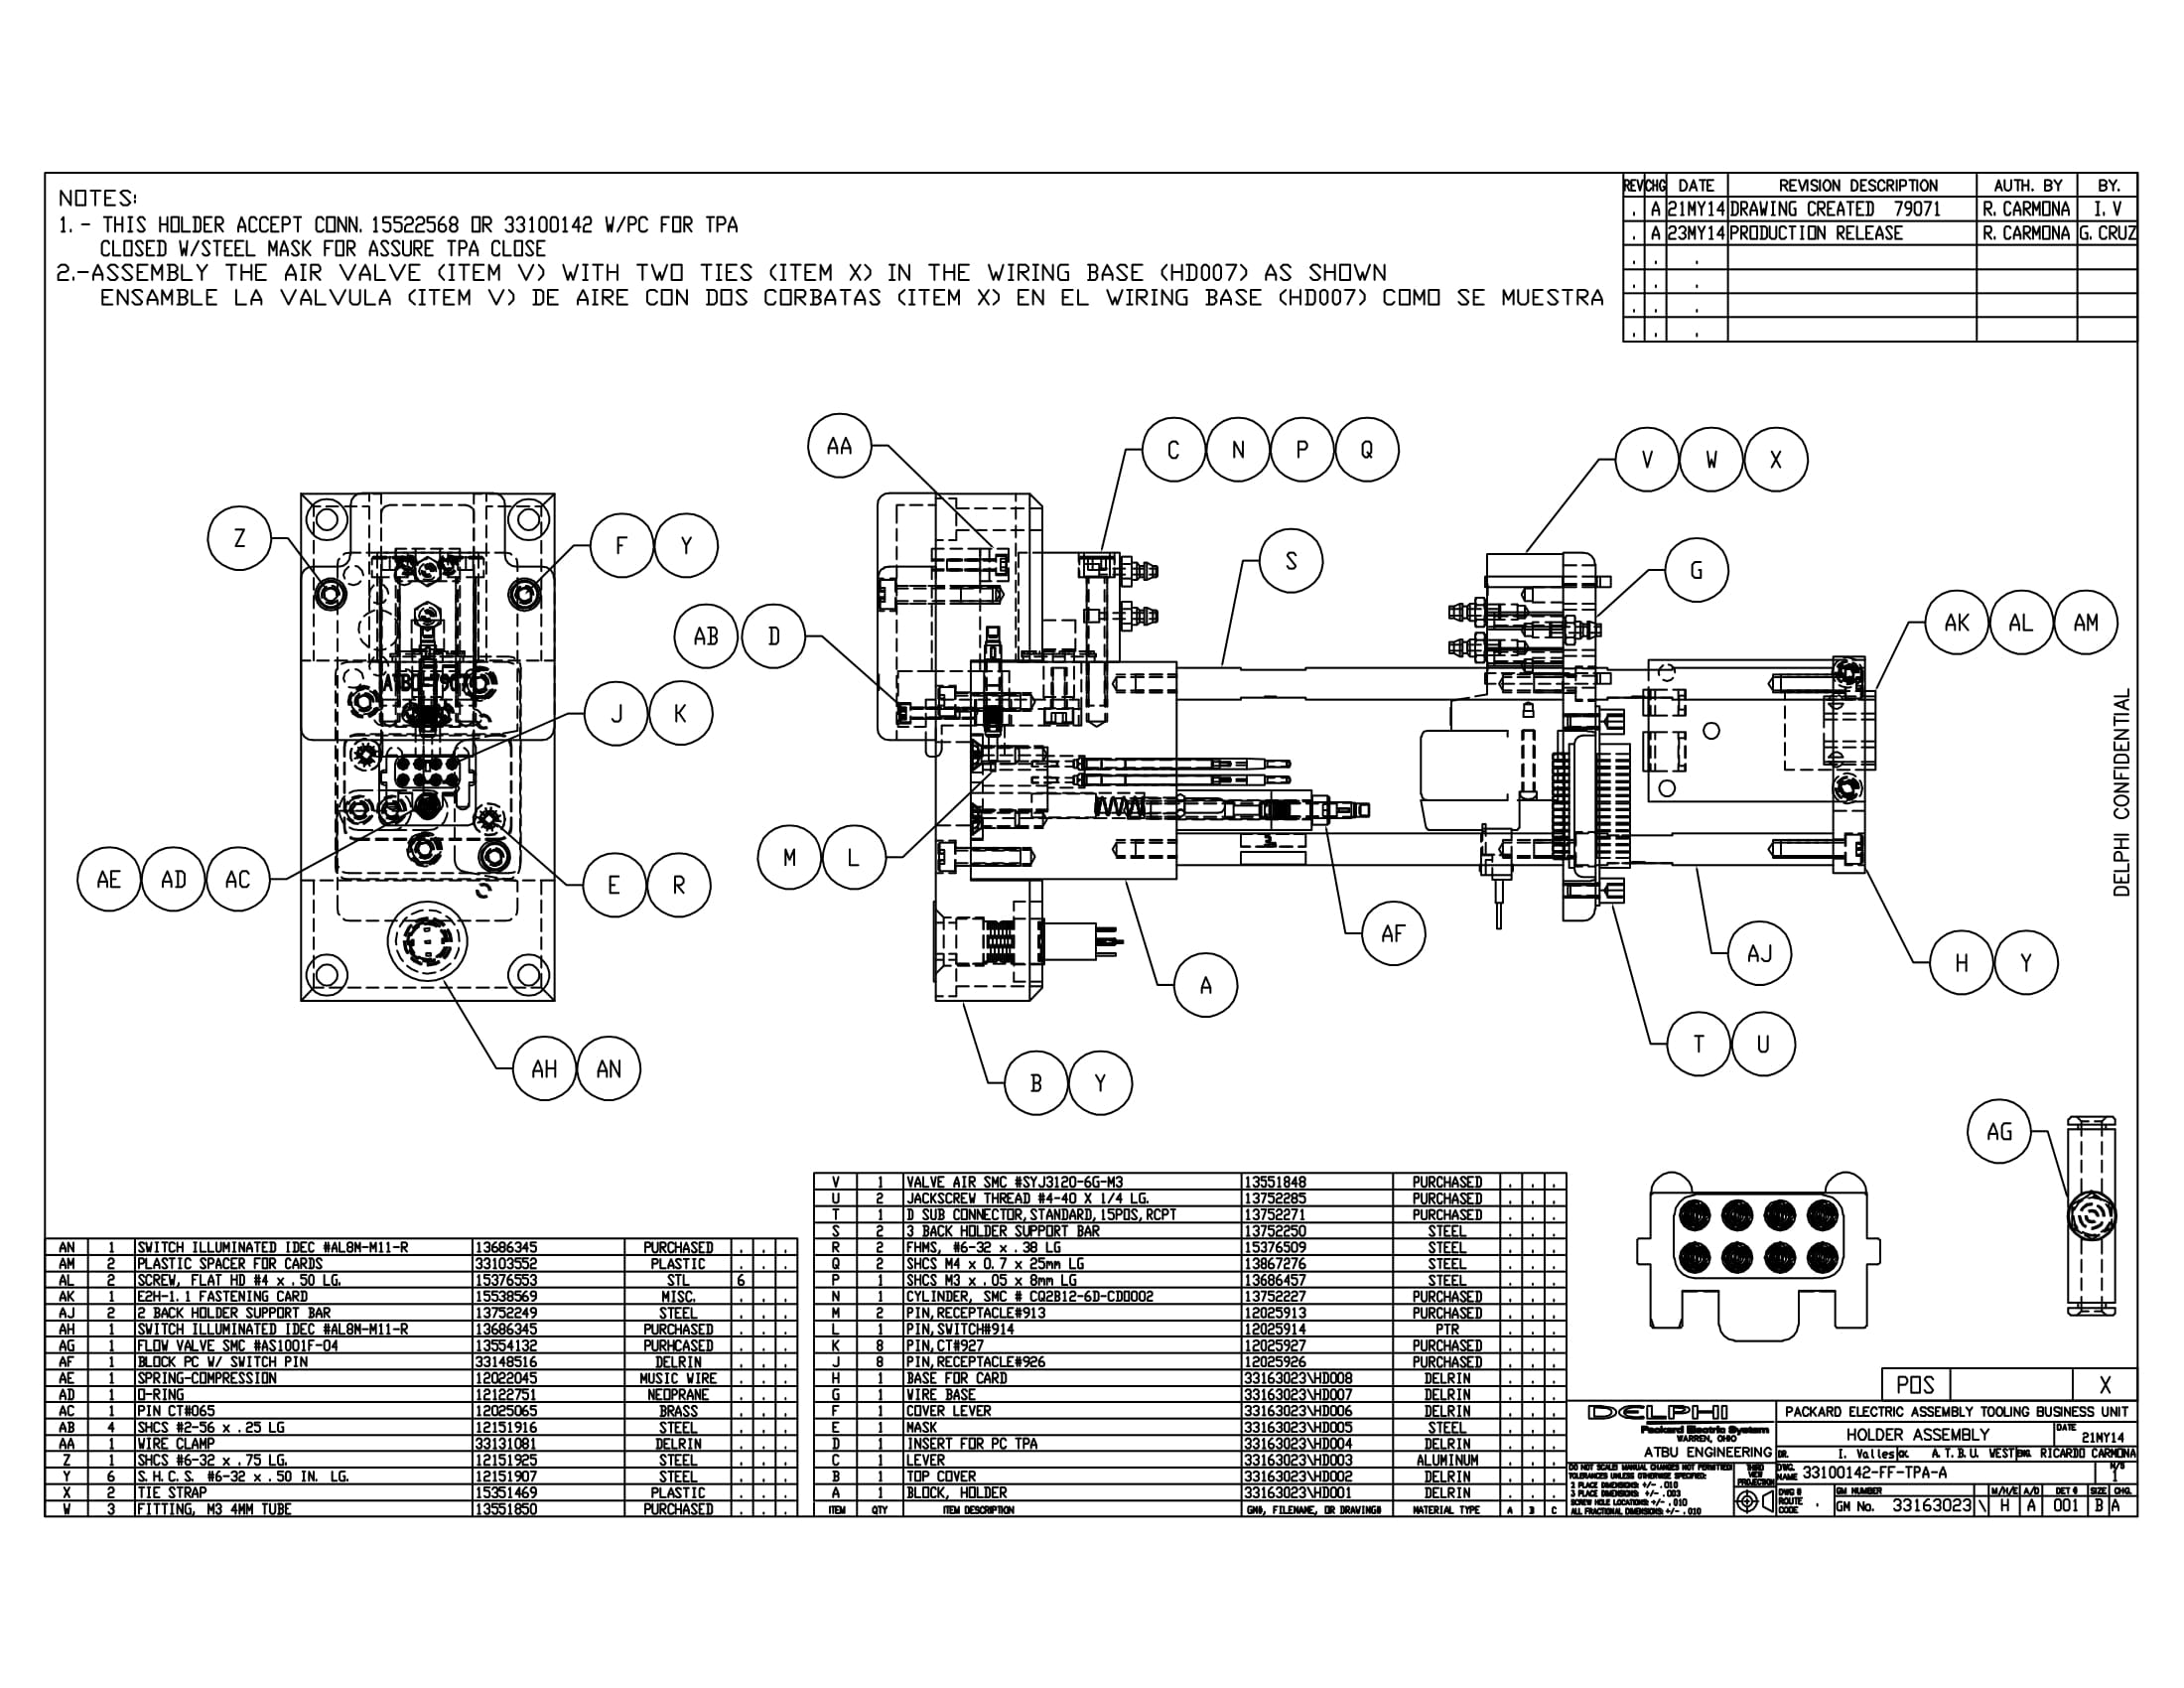 NOTES:
1. - THIS HOLDER ACCEPT CONN. 15522568 OR 33100142 W/PC FOR TPA
CLOSED W/STEEL MASK FOR ASSURE TPA CLOSE
2.-ASSEMBLY THE AIR VALVE (ITEM V) WITH TWO TIES (ITEM X) IN THE WIRING BASE (HD007) AS SHOWN
ENSAMBLE LA VALVULA (ITEM V) DE AIRE CON DOS CORBATAS (ITEM X) EN EL WIRING BASE (HD007) COMO SE MUESTRA
REV CHG DATE REVISION DESCRIPTION AUTH. BY BY.
. A 21MY14 DRAWING CREATED 79071 R. CARMONA I. V
. A 23MY14 PRODUCTION RELEASE R. CARMONA G. CRUZ
. . .
. . .
. . .
. . .
AA
C N P Q
V W X
Z
F Y
S
G
AB D
AK AL AM
J K
M L
AE AD AC
E R
AF
AJ
H Y
A
T U
AH AN
B Y
AG
DELPHI CONFIDENTIAL
AN 1 SWITCH ILLUMINATED IDEC #AL8M-M11-R 13686345 PURCHASED . . .
AM 2 PLASTIC SPACER FOR CARDS 33103552 PLASTIC . . .
AL 2 SCREW, FLAT HD #4 x .50 LG. 15376553 STL 6 . .
AK 1 E2H-1.1 FASTENING CARD 15538569 MISC. . . .
AJ 2 2 BACK HOLDER SUPPORT BAR 13752249 STEEL . . .
AH 1 SWITCH ILLUMINATED IDEC #AL8M-M11-R 13686345 PURCHASED . . .
AG 1 FLOW VALVE SMC #AS1001F-04 13554132 PURHCASED . . .
AF 1 BLOCK PC W/ SWITCH PIN 33148516 DELRIN . . .
AE 1 SPRING-COMPRESSION 12022045 MUSIC WIRE . . .
AD 1 O-RING 12122751 NEOPRANE . . .
AC 1 PIN CT#065 12025065 BRASS . . .
AB 4 SHCS #2-56 x .25 LG 12151916 STEEL . . .
AA 1 WIRE CLAMP 33131081 DELRIN . . .
Z 1 SHCS #6-32 x .75 LG. 12151925 STEEL . . .
Y 6 S.H.C.S. #6-32 x .50 IN. LG. 12151907 STEEL . . .
X 2 TIE STRAP 15351469 PLASTIC . . .
W 3 FITTING, M3 4MM TUBE 13551850 PURCHASED . . .
V 1 VALVE AIR SMC #SYJ3120-6G-M3 13551848 PURCHASED . . .
U 2 JACKSCREW THREAD #4-40 X 1/4 LG. 13752285 PURCHASED . . .
T 1 D SUB CONNECTOR, STANDARD, 15POS, RCPT 13752271 PURCHASED . . .
S 2 3 BACK HOLDER SUPPORT BAR 13752250 STEEL . . .
R 2 FHMS, #6-32 x .38 LG 15376509 STEEL . . .
Q 2 SHCS M4 x 0.7 x 25mm LG 13867276 STEEL . . .
P 1 SHCS M3 x .05 x 8mm LG 13686457 STEEL . . .
N 1 CYLINDER, SMC # CQ2B12-6D-CD0002 13752227 PURCHASED . . .
M 2 PIN,RECEPTACLE#913 12025913 PURCHASED . . .
L 1 PIN,SWITCH#914 12025914 PTR . . .
K 8 PIN,CT#927 12025927 PURCHASED . . .
J 8 PIN,RECEPTACLE#926 12025926 PURCHASED . . .
H 1 BASE FOR CARD 33163023\HD008 DELRIN . . .
G 1 WIRE BASE 33163023\HD007 DELRIN . . .
F 1 COVER LEVER 33163023\HD006 DELRIN . . .
E 1 MASK 33163023\HD005 STEEL . . .
D 1 INSERT FOR PC TPA 33163023\HD004 DELRIN . . .
C 1 LEVER 33163023\HD003 ALUMINUM . . .
B 1 TOP COVER 33163023\HD002 DELRIN . . .
A 1 BLOCK, HOLDER 33163023\HD001 DELRIN . . .
ITEM QTY ITEM DESCRIPTION GM#, FILENAME, OR DRAWING# MATERIAL TYPE A B C
POS X
DELPHI
Packard Electric System
WARREN, OHIO
ATBU ENGINEERING
PACKARD ELECTRIC ASSEMBLY TOOLING BUSINESS UNIT
HOLDER ASSEMBLY DATE 21MY14
DR. I. Valles A.T.B.U. WEST RICARDO CARMONA
DO NOT SCALE MANUAL CHANGES NOT PERMITTED
TOLERANCES UNLESS OTHERWISE SPECIFIED:
2 PLACE DIMENSIONS +/- .010
3 PLACE DIMENSIONS +/- .003
SCREW HOLE LOCATIONS +/- .010
ALL FRACTIONAL DIMENSIONS +/- .010
THIRD VIEW PROJECTION
DWG. NAME 33100142-FF-TPA-A 1
DWG # ROUTE CODE .
GM NUMBER M/H/E A/D DET # SIZE CHG.
GM No. 33163023 \ H A 001 B A